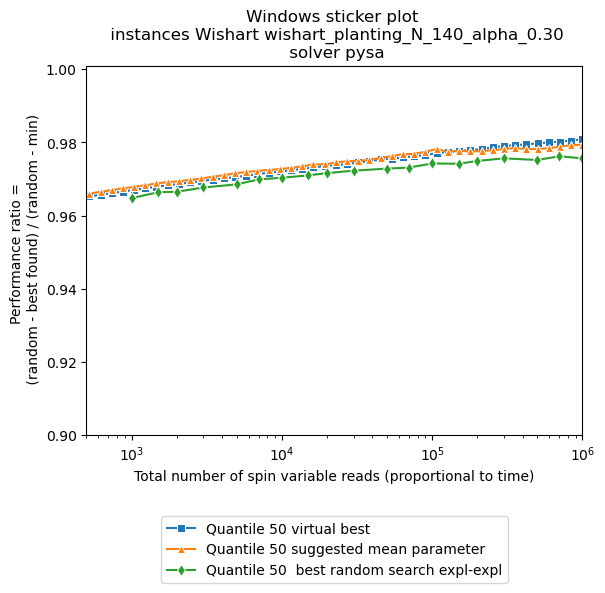 Windows sticker plot
instances Wishart wishart_planting_N_140_alpha_0.30
solver pysa
Performance ratio =
(random - best found) / (random - min)
1.00
0.98
0.96
0.94
0.92
0.90
10³
10⁴
10⁵
10⁶
Total number of spin variable reads (proportional to time)
Quantile 50 virtual best
Quantile 50 suggested mean parameter
Quantile 50  best random search expl-expl